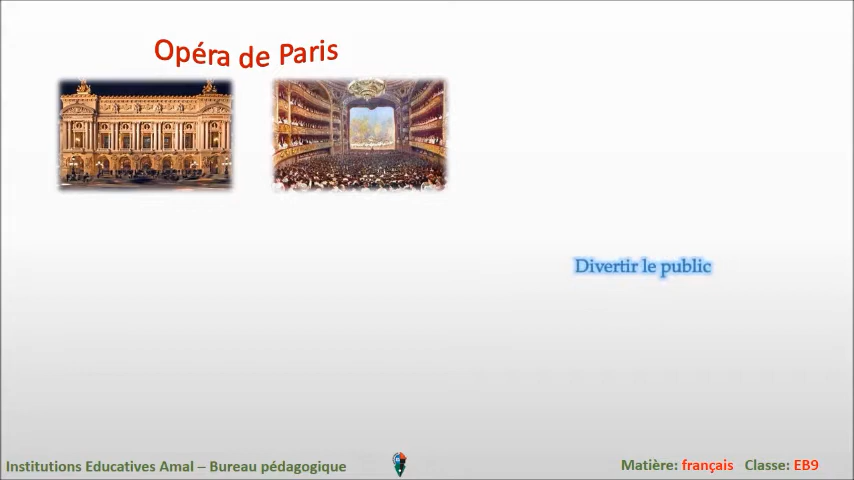 Opéra de Paris
Divertir le public
Institutions Educatives Amal – Bureau pédagogique
Matière: français Classe: EB9